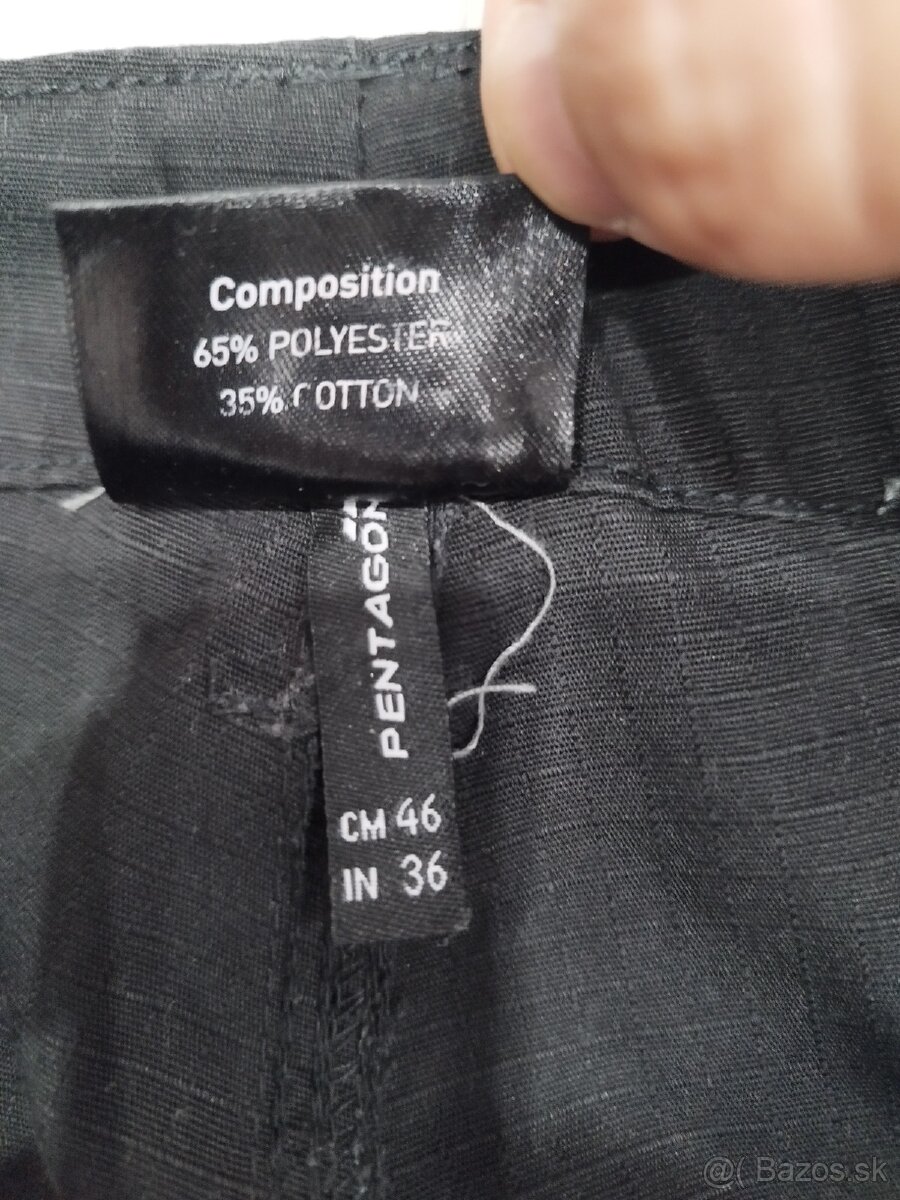 Composition
65% POLYESTER
35% COTTON
PENTAGON
CM 46
IN 36
@( Bazos.sk